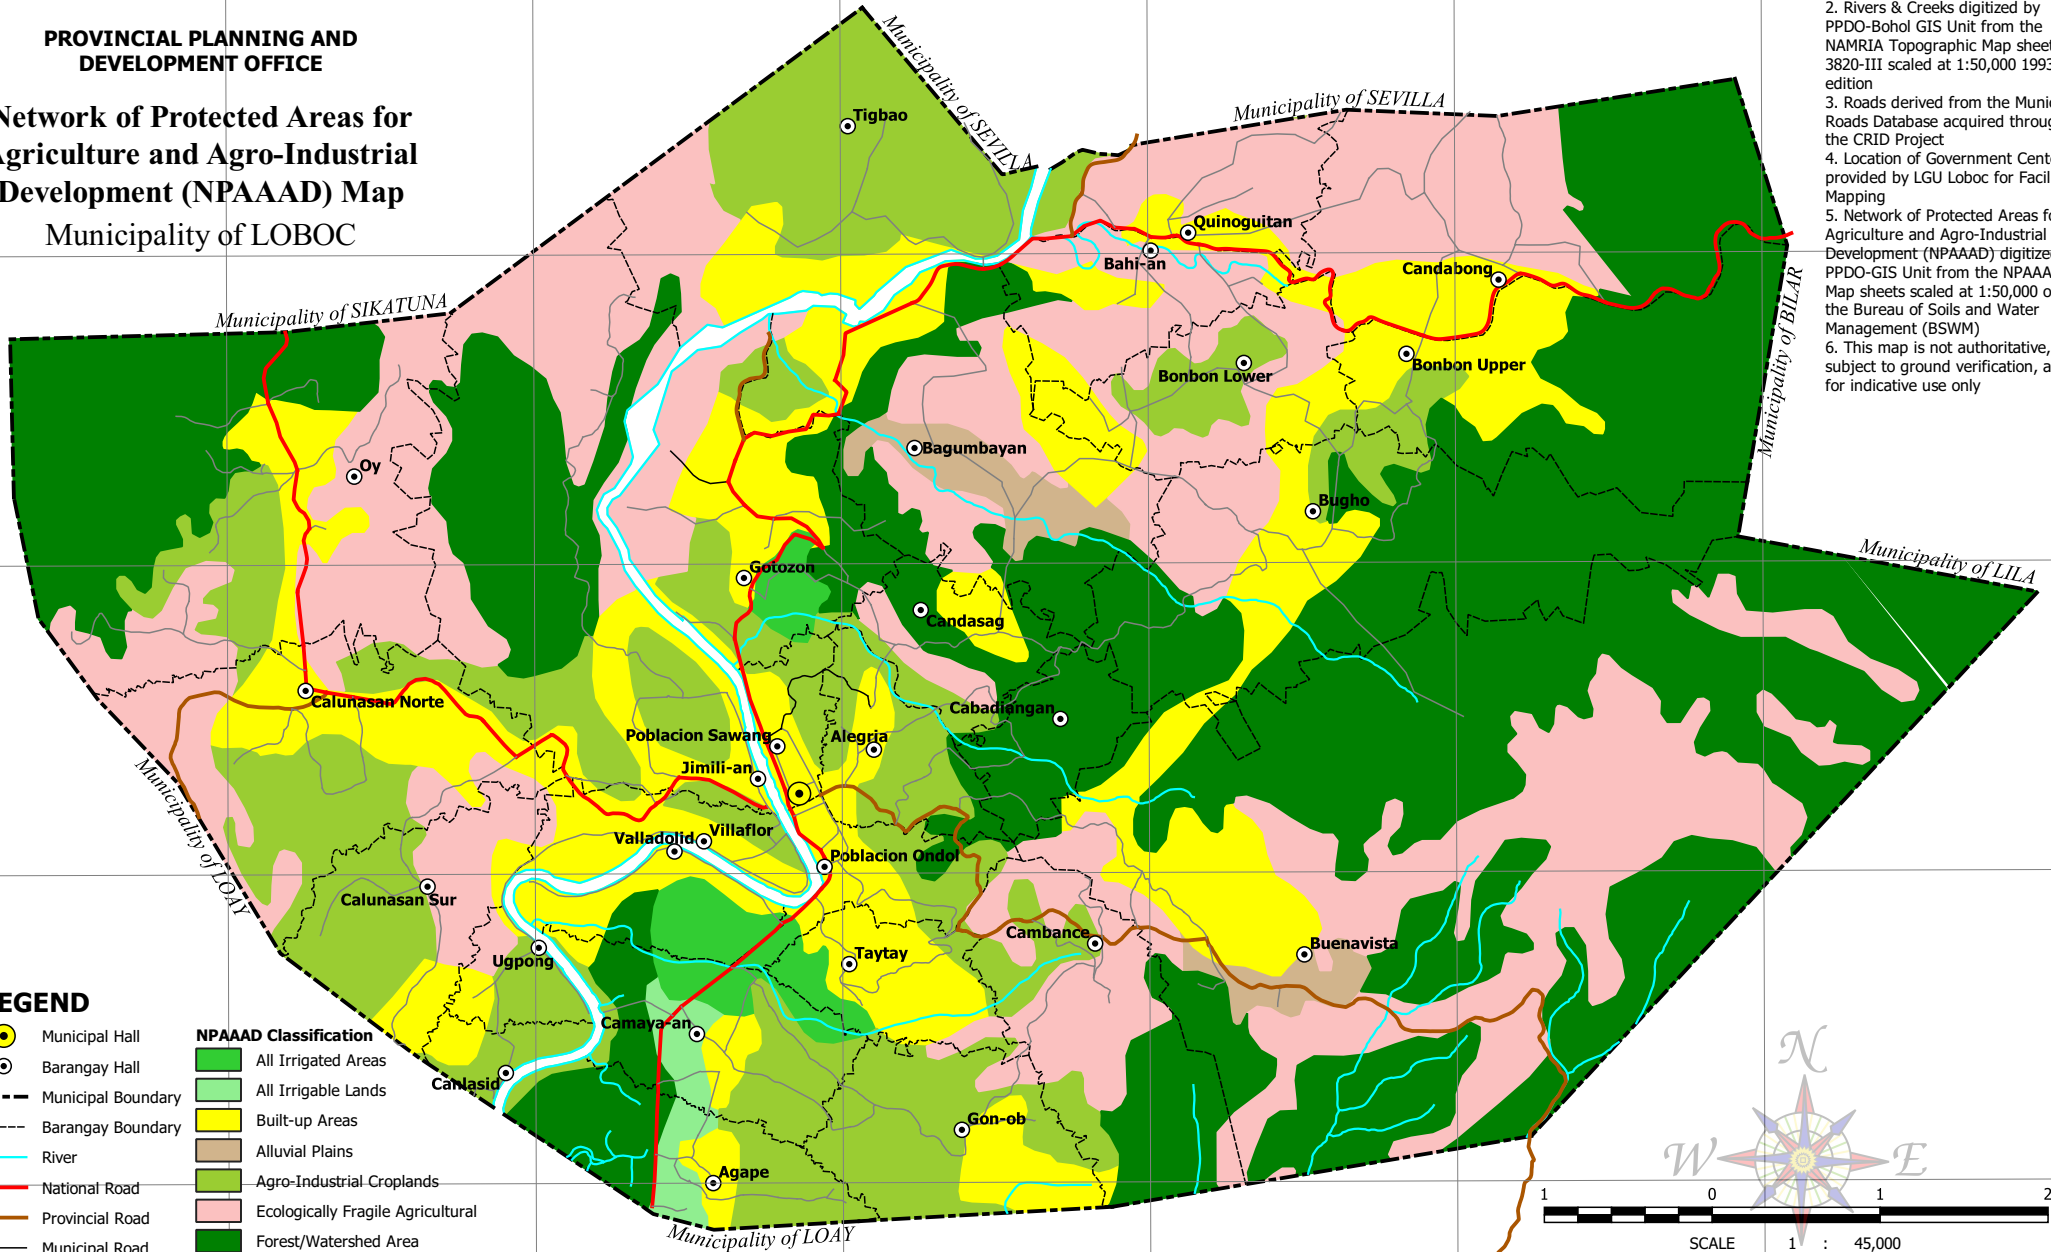 PROVINCIAL PLANNING AND
DEVELOPMENT OFFICE
Network of Protected Areas for
Agriculture and Agro-Industrial
Development (NPAAAD) Map
Municipality of LOBOC
2. Rivers & Creeks digitized by
PPDO-Bohol GIS Unit from the
NAMRIA Topographic Map sheet
3820-III scaled at 1:50,000 1993
edition
3. Roads derived from the Munic
Roads Database acquired throug
the CRID Project
4. Location of Government Cent
provided by LGU Loboc for Facil
Mapping
5. Network of Protected Areas fo
Agriculture and Agro-Industrial
Development (NPAAAD) digitize
PPDO-GIS Unit from the NPAAA
Map sheets scaled at 1:50,000 o
the Bureau of Soils and Water
Management (BSWM)
6. This map is not authoritative,
subject to ground verification, a
for indicative use only
Municipality of SEVILLA
Municipality of SEVILLA
Municipality of SIKATUNA
Municipality of BILAR
Municipality of LILA
Municipality of LOAY
Municipality of LOAY
Tigbao
Quinoguitan
Bahi-an
Candabong
Bonbon Lower
Bonbon Upper
Bagumbayan
Oy
Bugho
Gotozon
Candasag
Calunasan Norte
Cabadiangan
Poblacion Sawang
Alegria
Jimili-an
Valladolid
Villaflor
Poblacion Ondol
Calunasan Sur
Cambance
Buenavista
Ugpong
Taytay
Camaya-an
Canlasid
Gon-ob
Agape
LEGEND
Municipal Hall
Barangay Hall
Municipal Boundary
Barangay Boundary
River
National Road
Provincial Road
Municipal Road
NPAAAD Classification
All Irrigated Areas
All Irrigable Lands
Built-up Areas
Alluvial Plains
Agro-Industrial Croplands
Ecologically Fragile Agricultural
Forest/Watershed Area
N
W
E
1 0 1 2
SCALE 1 : 45,000